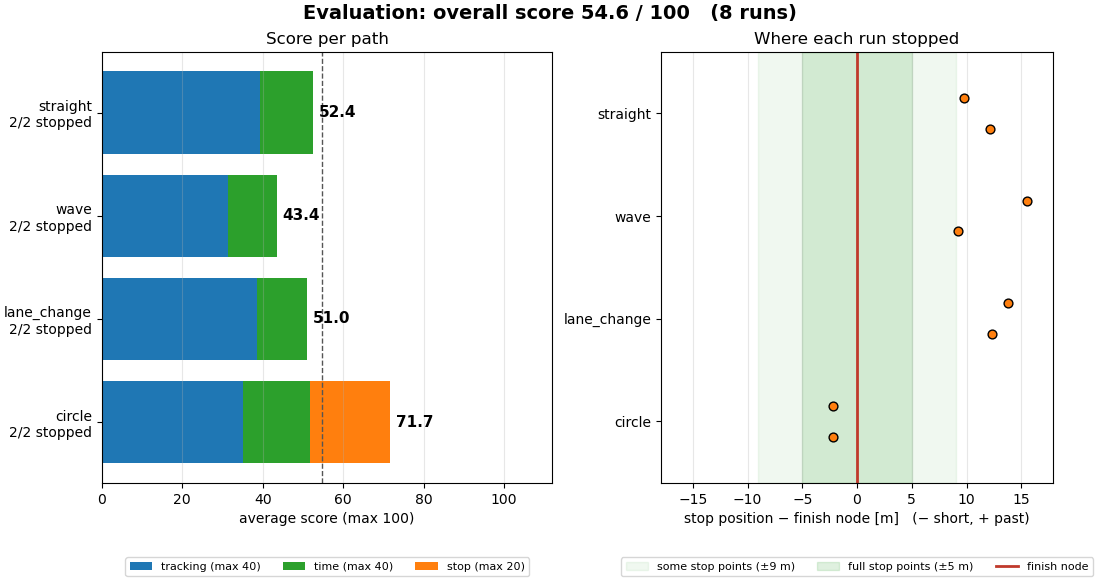 Evaluation: overall score 54.6 / 100   (8 runs)
Score per path
straight
2/2 stopped
52.4
wave
2/2 stopped
43.4
lane_change
2/2 stopped
51.0
circle
2/2 stopped
71.7
0 20 40 60 80 100
average score (max 100)
tracking (max 40) time (max 40) stop (max 20)
Where each run stopped
straight
wave
lane_change
circle
−15 −10 −5 0 5 10 15
stop position − finish node [m]   (− short, + past)
some stop points (±9 m) full stop points (±5 m) finish node